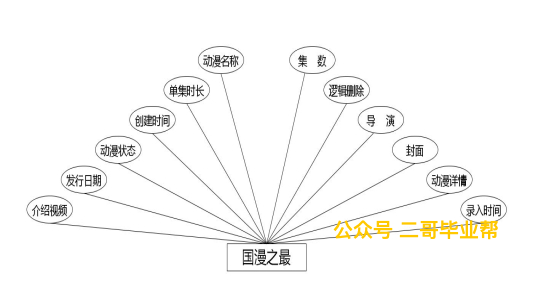 动漫名称 集 数
单集时长 逻辑删除
创建时间 导 演
动漫状态 封面
发行日期 动漫详情
介绍视频 录入时间
公众号 二哥毕业帮
国漫之最